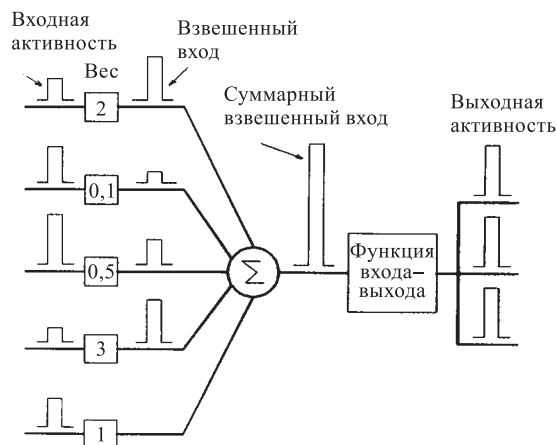 Входная
активность
Вес
Взвешенный
вход
Суммарный
взвешенный вход
Выходная
активность
2
0,1
0,5
3
1
Σ
Функция
входа–
выхода